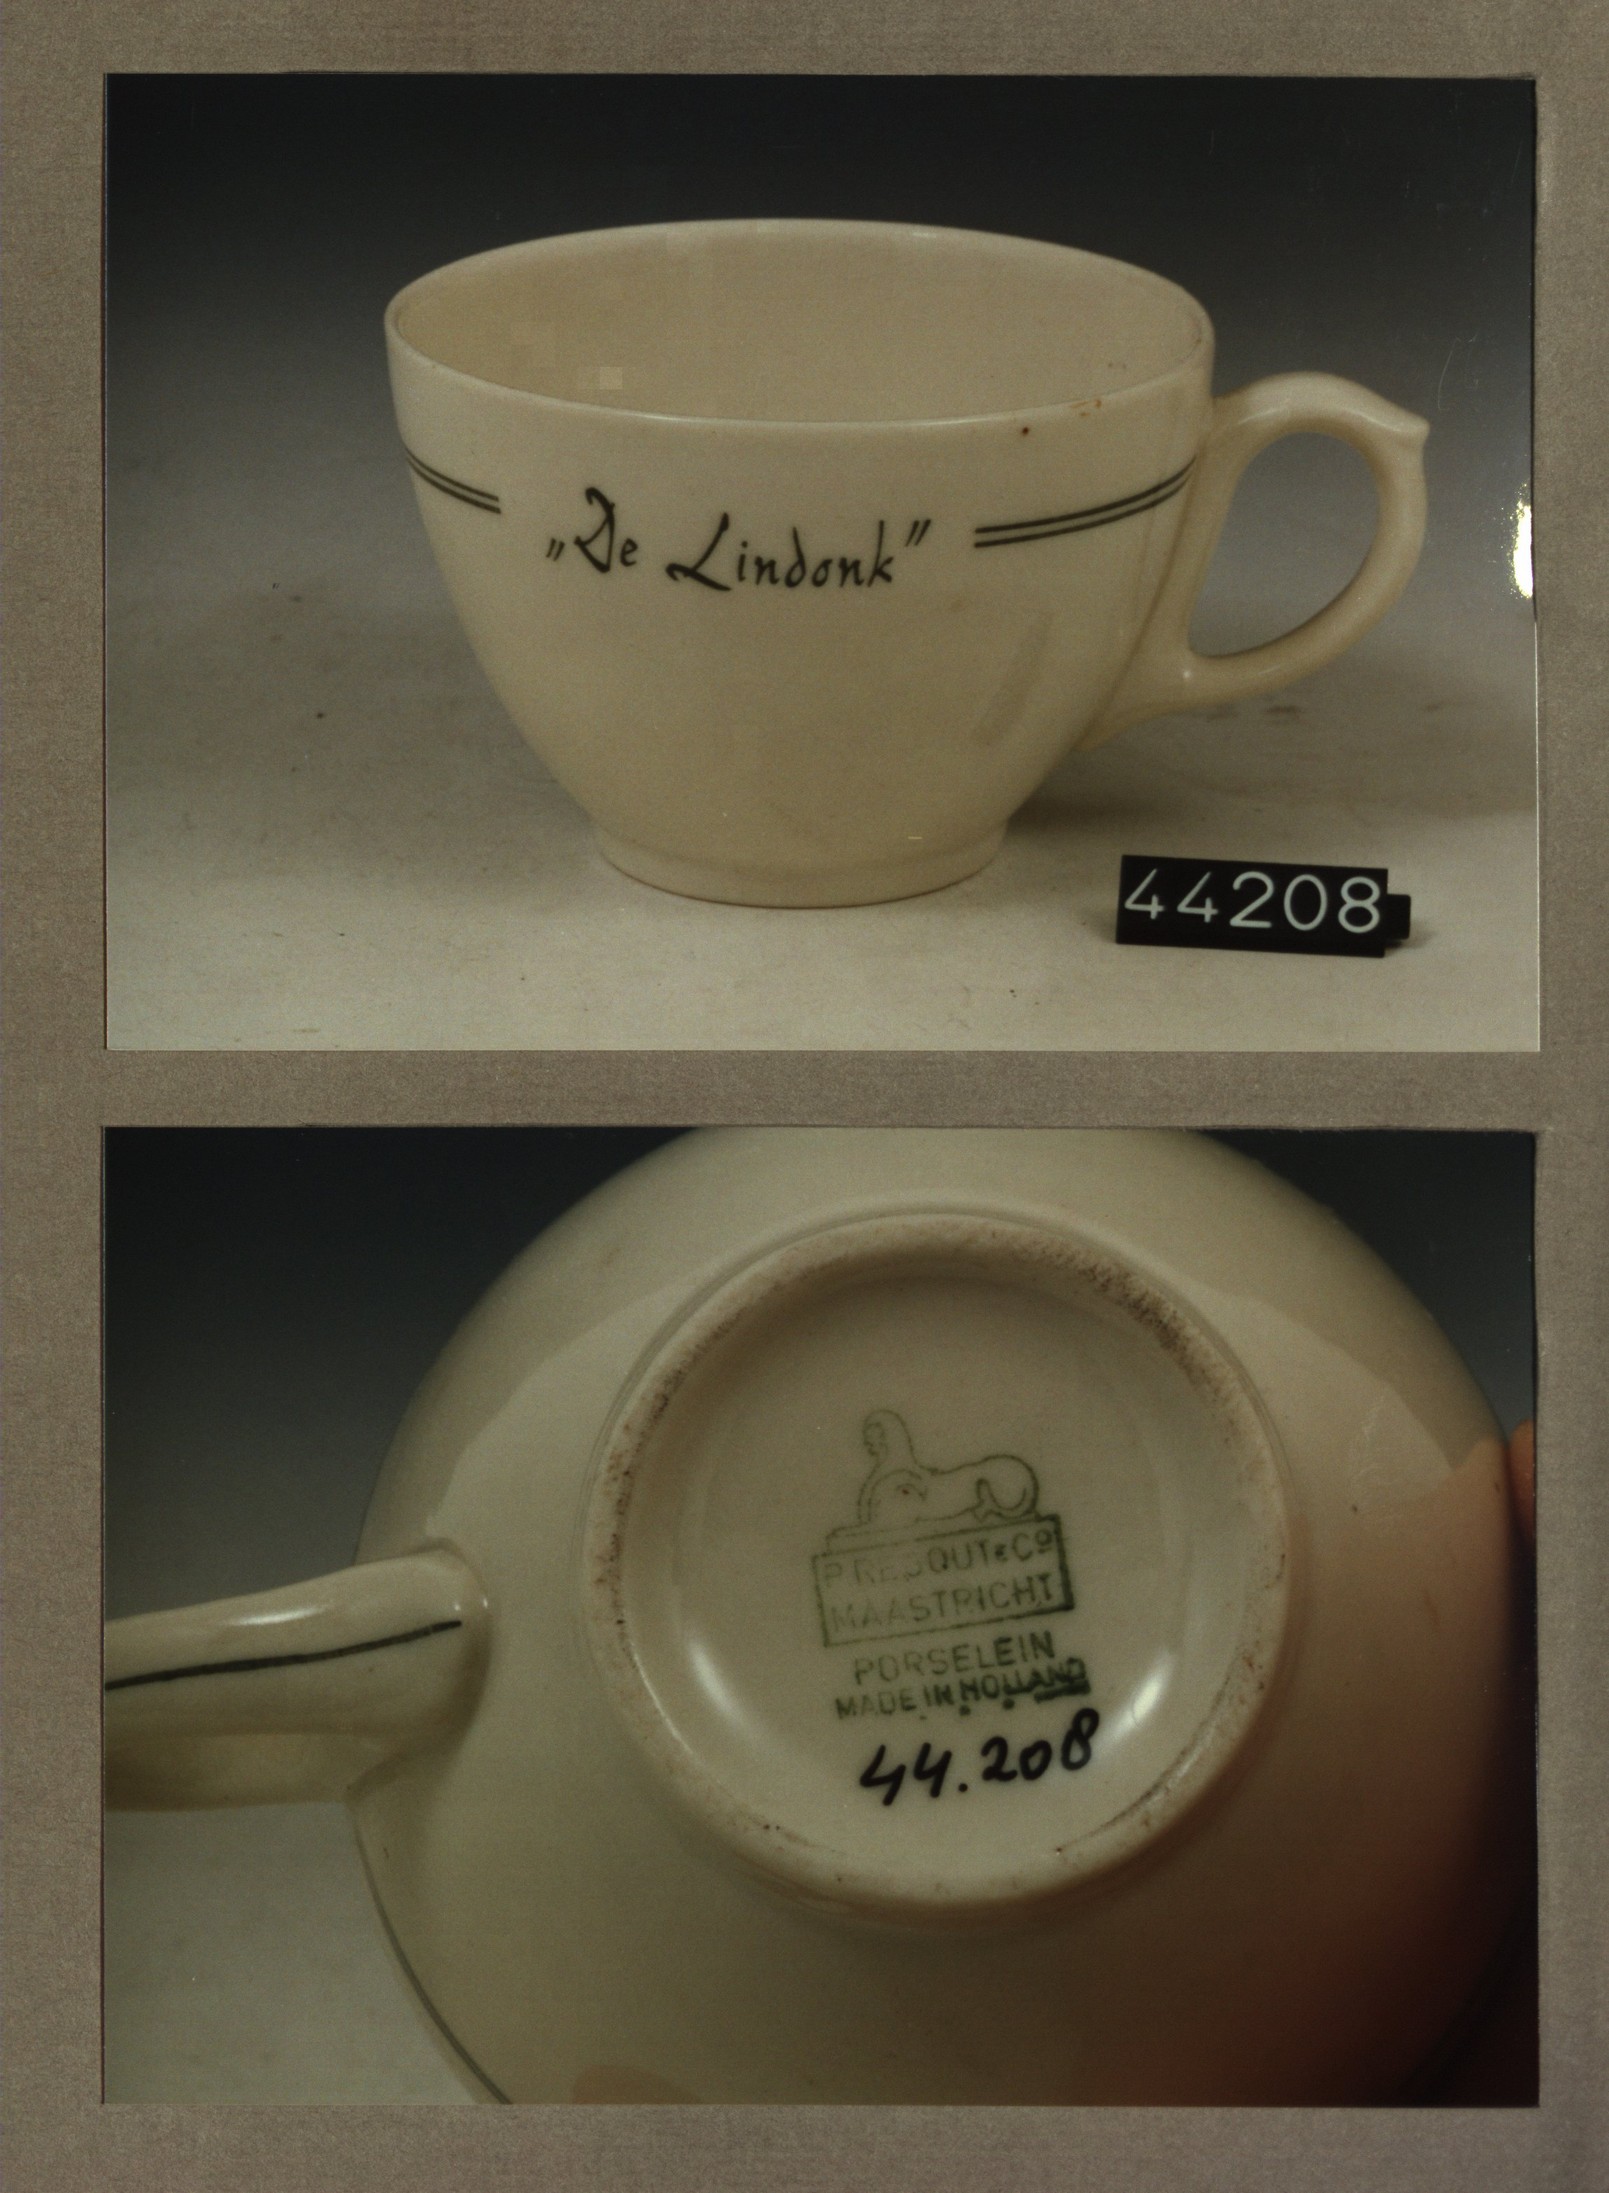 „De Lindonk”
44208
P.REGOUT & Cº
MAASTRICHT
PORSELEIN
MADE IN HOLLAND
44.208